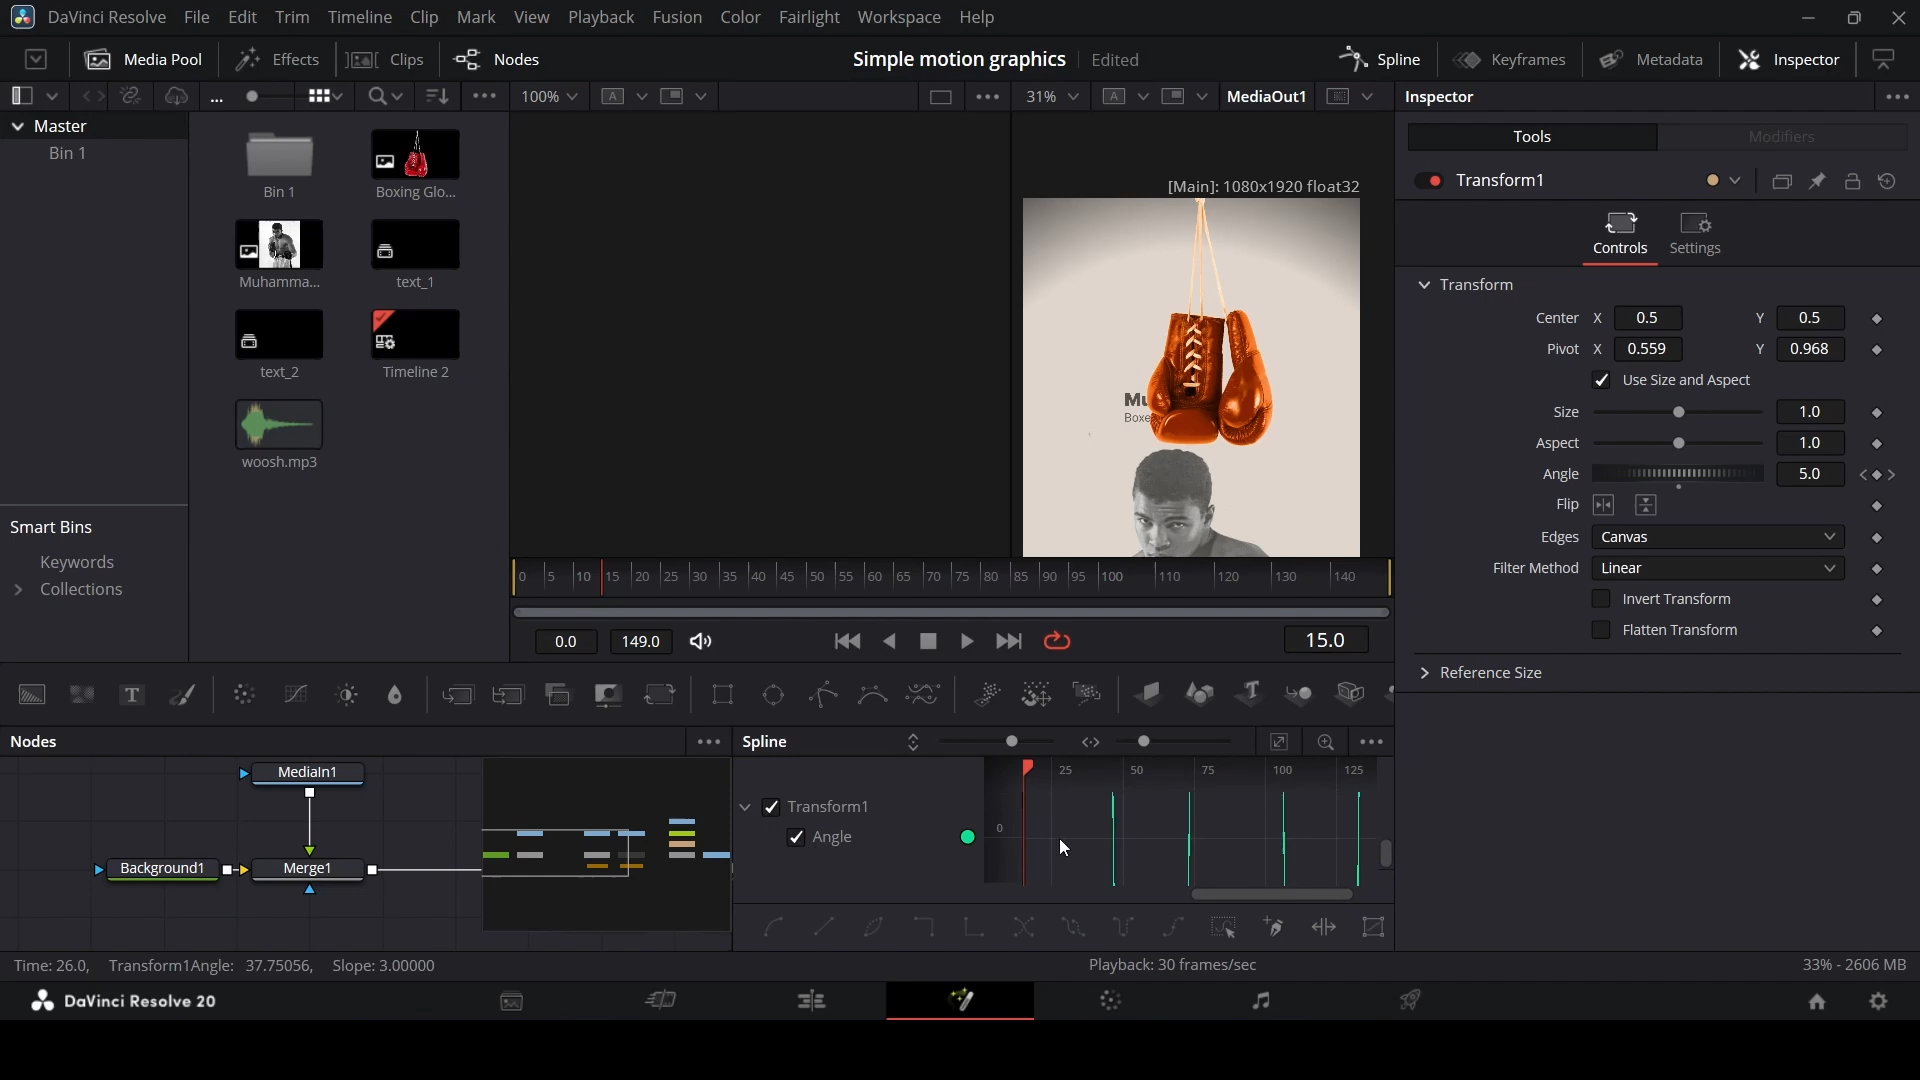 DaVinci Resolve File Edit Trim Timeline Clip Mark View Playback Fusion Color Fairlight Workspace Help
Media Pool Effects Clips Nodes Simple motion graphics Edited Spline Keyframes Metadata Inspector
... 100% A 31% A MediaOut1 Inspector
Master
Bin 1
Bin 1
Boxing Glo...
Muhamma...
text_1
text_2
Timeline 2
woosh.mp3
Smart Bins
Keywords
Collections
[Main]: 1080x1920 float32
Mu
Boxe
0 5 10 15 20 25 30 35 40 45 50 55 60 65 70 75 80 85 90 95 100 110 120 130 140
0.0 149.0 15.0
Tools Modifiers
Transform1
Controls Settings
Transform
Center X 0.5 Y 0.5
Pivot X 0.559 Y 0.968
Use Size and Aspect
Size 1.0
Aspect 1.0
Angle 5.0
Flip
Edges Canvas
Filter Method Linear
Invert Transform
Flatten Transform
Reference Size
T T
Nodes
MediaIn1
Background1 Merge1
Spline
25 50 75 100 125
Transform1
Angle
0
Time: 26.0, Transform1Angle: 37.75056, Slope: 3.00000 Playback: 30 frames/sec 33% - 2606 MB
DaVinci Resolve 20